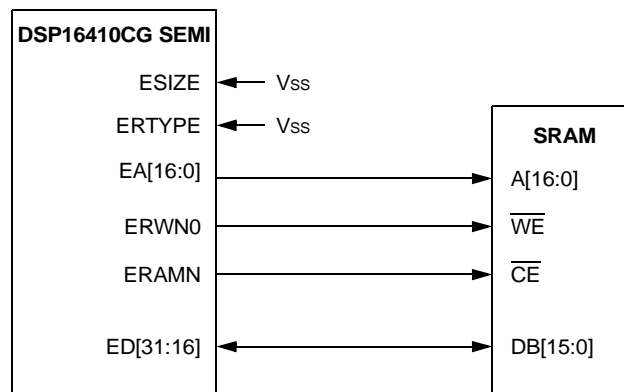 DSP16410CG SEMI
ESIZE VSS
ERTYPE VSS
SRAM
EA[16:0] A[16:0]
ERWN0 WE
ERAMN CE
ED[31:16] DB[15:0]